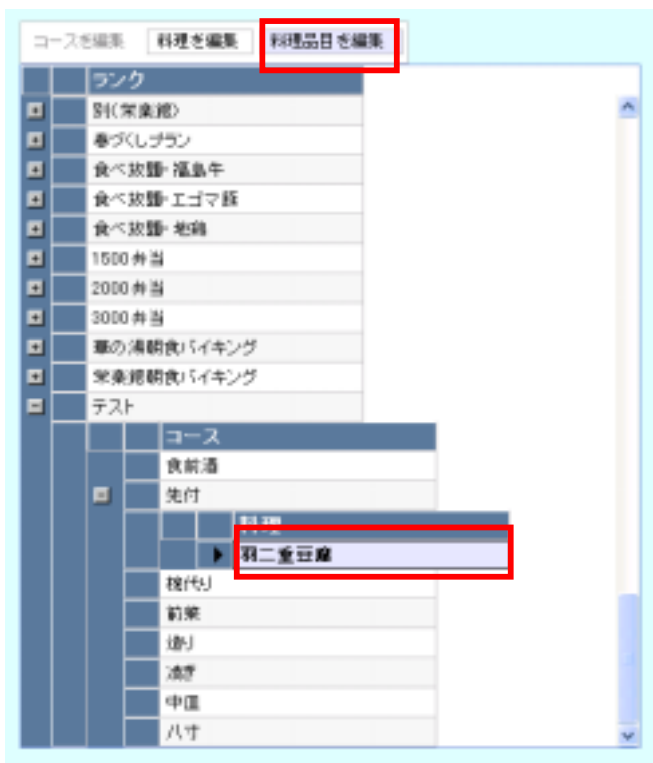 コースを編集 料理を編集 料理品目を編集
ランク
別(栄楽館)
春づくしプラン
食べ放題・福島牛
食べ放題・エゴマ豚
食べ放題・地鶏
1500弁当
2000弁当
3000弁当
華の湯朝食バイキング
栄楽館朝食バイキング
テスト
コース
食前酒
先付
料理
羽二重豆腐
椀代り
前菜
造り
凌ぎ
中皿
八寸